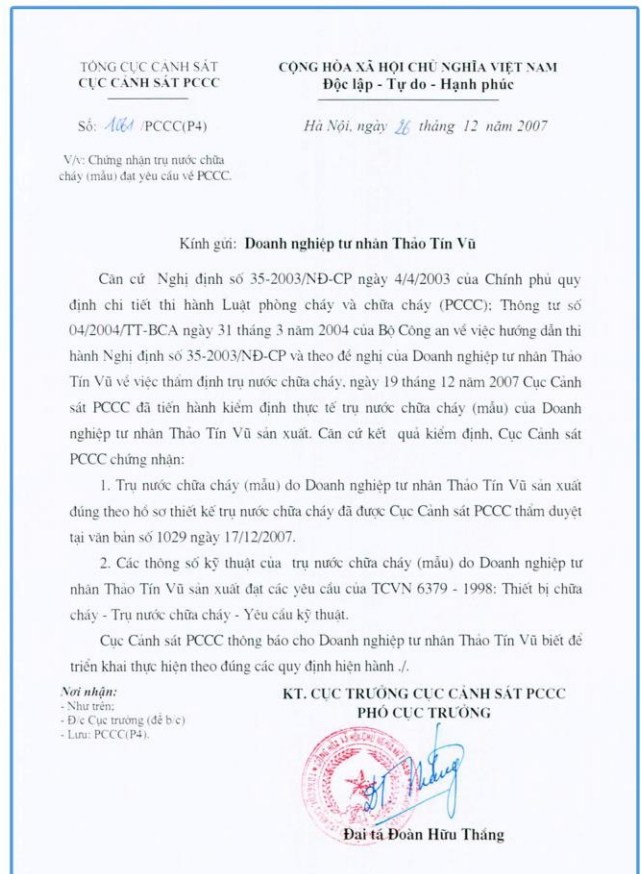 TỔNG CỤC CẢNH SÁT
CỤC CẢNH SÁT PCCC
CỘNG HÒA XÃ HỘI CHỦ NGHĨA VIỆT NAM
Độc lập - Tự do - Hạnh phúc
Số: 1061 /PCCC(P4)
Hà Nội, ngày 26 tháng 12 năm 2007
V/v: Chứng nhận trụ nước chữa
cháy (mẫu) đạt yêu cầu về PCCC.
Kính gửi: Doanh nghiệp tư nhân Thảo Tín Vũ
Căn cứ Nghị định số 35-2003/NĐ-CP ngày 4/4/2003 của Chính phủ quy
định chi tiết thi hành Luật phòng cháy và chữa cháy (PCCC); Thông tư số
04/2004/TT-BCA ngày 31 tháng 3 năm 2004 của Bộ Công an về việc hướng dẫn thi
hành Nghị định số 35-2003/NĐ-CP và theo đề nghị của Doanh nghiệp tư nhân Thảo
Tín Vũ về việc thẩm định trụ nước chữa cháy, ngày 19 tháng 12 năm 2007 Cục Cảnh
sát PCCC đã tiến hành kiểm định thực tế trụ nước chữa cháy (mẫu) của Doanh
nghiệp tư nhân Thảo Tín Vũ sản xuất. Căn cứ kết quả kiểm định, Cục Cảnh sát
PCCC chứng nhận:
1. Trụ nước chữa cháy (mẫu) do Doanh nghiệp tư nhân Thảo Tín Vũ sản xuất
đúng theo hồ sơ thiết kế trụ nước chữa cháy đã được Cục Cảnh sát PCCC thẩm duyệt
tại văn bản số 1029 ngày 17/12/2007.
2. Các thông số kỹ thuật của trụ nước chữa cháy (mẫu) do Doanh nghiệp tư
nhân Thảo Tín Vũ sản xuất đạt các yêu cầu của TCVN 6379 - 1998: Thiết bị chữa
cháy - Trụ nước chữa cháy - Yêu cầu kỹ thuật.
Cục Cảnh sát PCCC thông báo cho Doanh nghiệp tư nhân Thảo Tín Vũ biết để
triển khai thực hiện theo đúng các quy định hiện hành ./.
Nơi nhận:
- Như trên;
- Đ/c Cục trưởng (để b/c)
- Lưu: PCCC(P4).
KT. CỤC TRƯỞNG CỤC CẢNH SÁT PCCC
PHÓ CỤC TRƯỞNG
Đại tá Đoàn Hữu Thắng